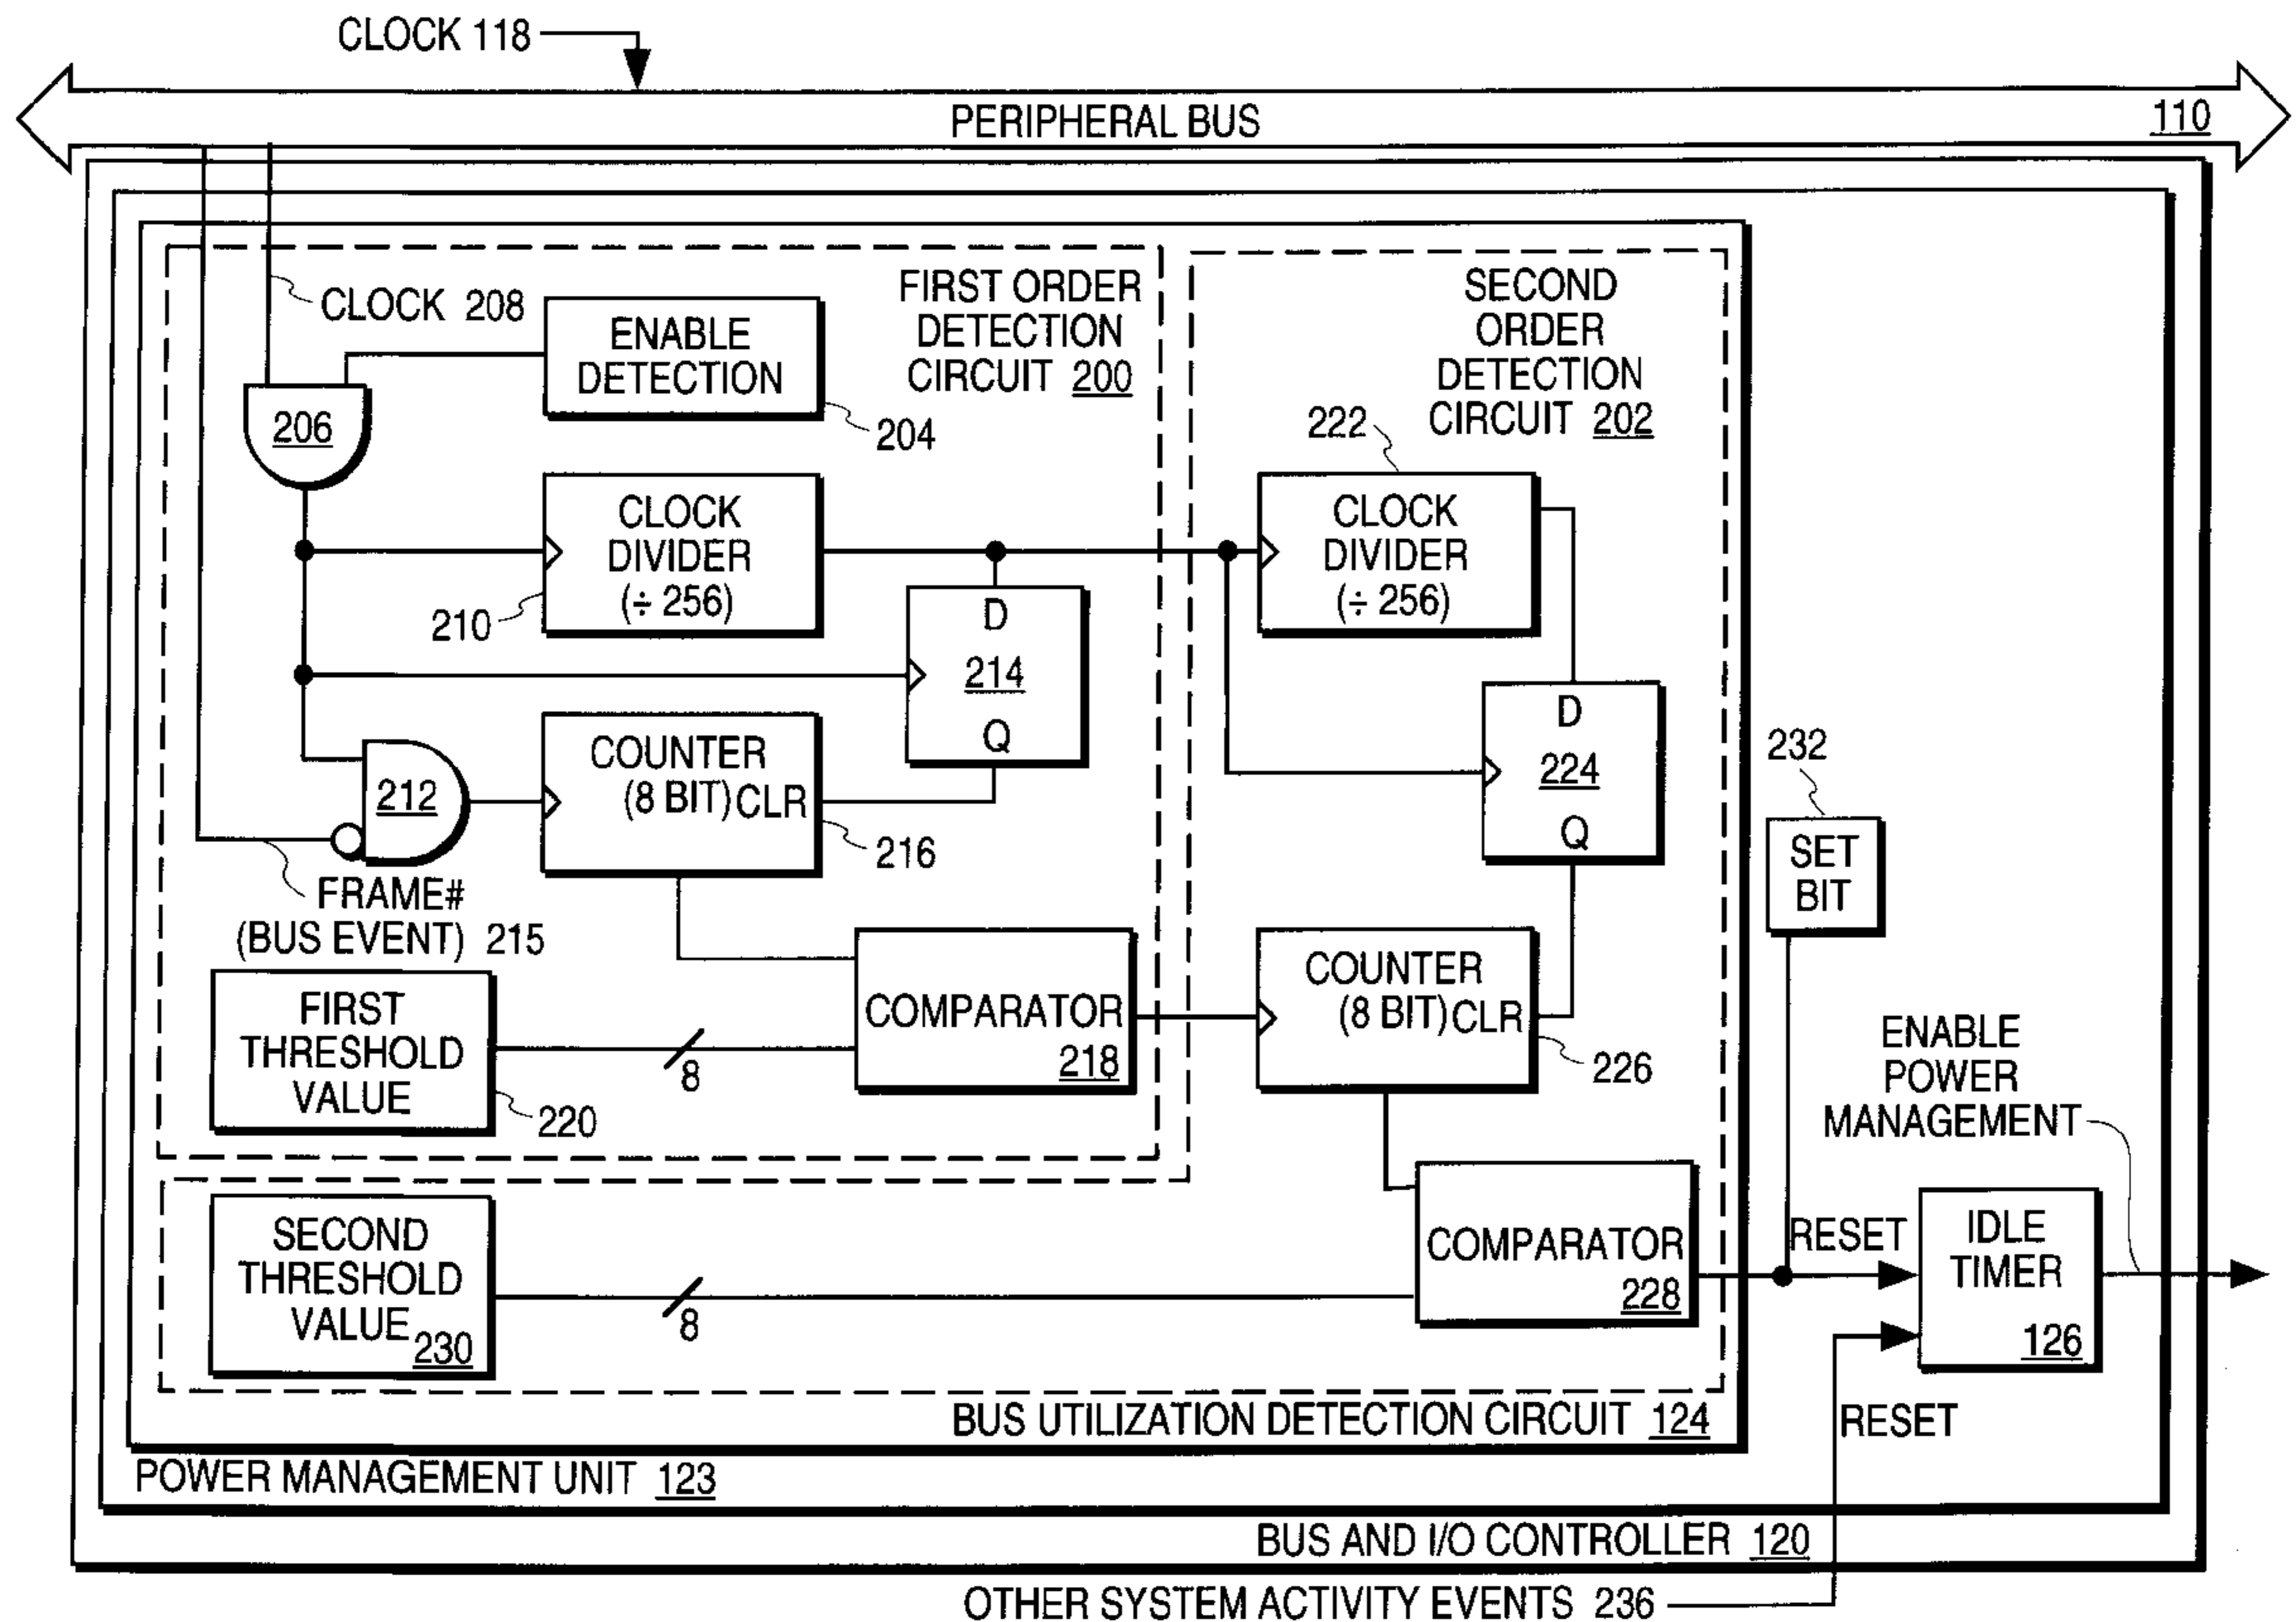 CLOCK 118
PERIPHERAL BUS
110
CLOCK 208
ENABLE
DETECTION
204
FIRST ORDER
DETECTION
CIRCUIT 200
SECOND
ORDER
DETECTION
CIRCUIT 202
206
222
CLOCK
DIVIDER
(÷ 256)
210
CLOCK
DIVIDER
(÷ 256)
D
214
Q
D
224
Q
212
COUNTER
(8 BIT) CLR
216
FRAME#
(BUS EVENT) 215
232
SET
BIT
FIRST
THRESHOLD
VALUE
220
8
COMPARATOR
218
COUNTER
(8 BIT) CLR
226
ENABLE
POWER
MANAGEMENT
SECOND
THRESHOLD
VALUE
230
8
COMPARATOR
228
RESET
IDLE
TIMER
126
RESET
BUS UTILIZATION DETECTION CIRCUIT 124
POWER MANAGEMENT UNIT 123
BUS AND I/O CONTROLLER 120
OTHER SYSTEM ACTIVITY EVENTS 236